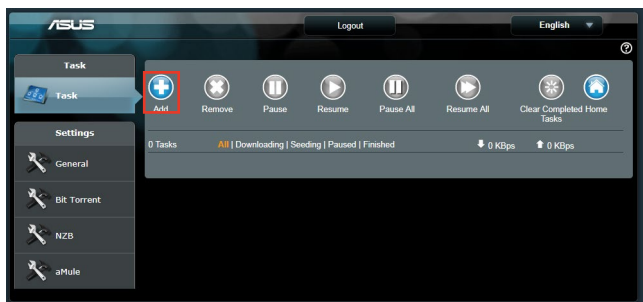 ASUS Logout English
?
Task
Task
Settings
General
Bit Torrent
NZB
aMule
Add Remove Pause Resume Pause All Resume All Clear Completed Tasks Home
0 Tasks All | Downloading | Seeding | Paused | Finished 0 KBps 0 KBps